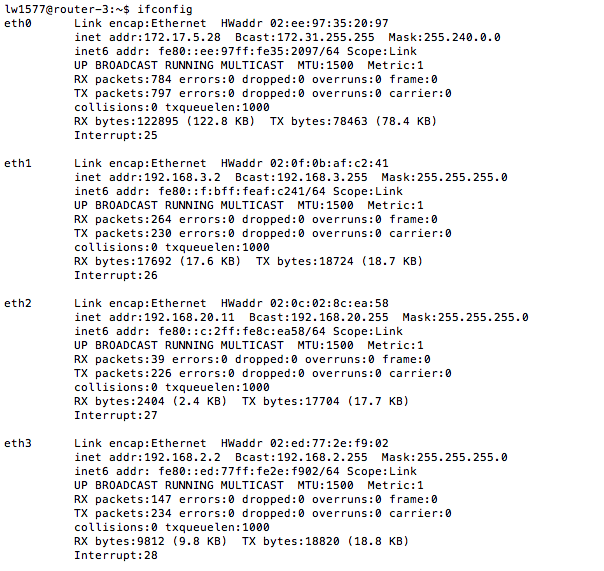 lw1577@router-3:~$ ifconfig
eth0      Link encap:Ethernet  HWaddr 02:ee:97:35:20:97
          inet addr:172.17.5.28  Bcast:172.31.255.255  Mask:255.240.0.0
          inet6 addr: fe80::ee:97ff:fe35:2097/64 Scope:Link
          UP BROADCAST RUNNING MULTICAST  MTU:1500  Metric:1
          RX packets:784 errors:0 dropped:0 overruns:0 frame:0
          TX packets:797 errors:0 dropped:0 overruns:0 carrier:0
          collisions:0 txqueuelen:1000
          RX bytes:122895 (122.8 KB)  TX bytes:78463 (78.4 KB)
          Interrupt:25

eth1      Link encap:Ethernet  HWaddr 02:0f:0b:af:c2:41
          inet addr:192.168.3.2  Bcast:192.168.3.255  Mask:255.255.255.0
          inet6 addr: fe80::f:bff:feaf:c241/64 Scope:Link
          UP BROADCAST RUNNING MULTICAST  MTU:1500  Metric:1
          RX packets:264 errors:0 dropped:0 overruns:0 frame:0
          TX packets:230 errors:0 dropped:0 overruns:0 carrier:0
          collisions:0 txqueuelen:1000
          RX bytes:17692 (17.6 KB)  TX bytes:18724 (18.7 KB)
          Interrupt:26

eth2      Link encap:Ethernet  HWaddr 02:0c:02:8c:ea:58
          inet addr:192.168.20.11  Bcast:192.168.20.255  Mask:255.255.255.0
          inet6 addr: fe80::c:2ff:fe8c:ea58/64 Scope:Link
          UP BROADCAST RUNNING MULTICAST  MTU:1500  Metric:1
          RX packets:39 errors:0 dropped:0 overruns:0 frame:0
          TX packets:226 errors:0 dropped:0 overruns:0 carrier:0
          collisions:0 txqueuelen:1000
          RX bytes:2404 (2.4 KB)  TX bytes:17704 (17.7 KB)
          Interrupt:27

eth3      Link encap:Ethernet  HWaddr 02:ed:77:2e:f9:02
          inet addr:192.168.2.2  Bcast:192.168.2.255  Mask:255.255.255.0
          inet6 addr: fe80::ed:77ff:fe2e:f902/64 Scope:Link
          UP BROADCAST RUNNING MULTICAST  MTU:1500  Metric:1
          RX packets:147 errors:0 dropped:0 overruns:0 frame:0
          TX packets:234 errors:0 dropped:0 overruns:0 carrier:0
          collisions:0 txqueuelen:1000
          RX bytes:9812 (9.8 KB)  TX bytes:18820 (18.8 KB)
          Interrupt:28